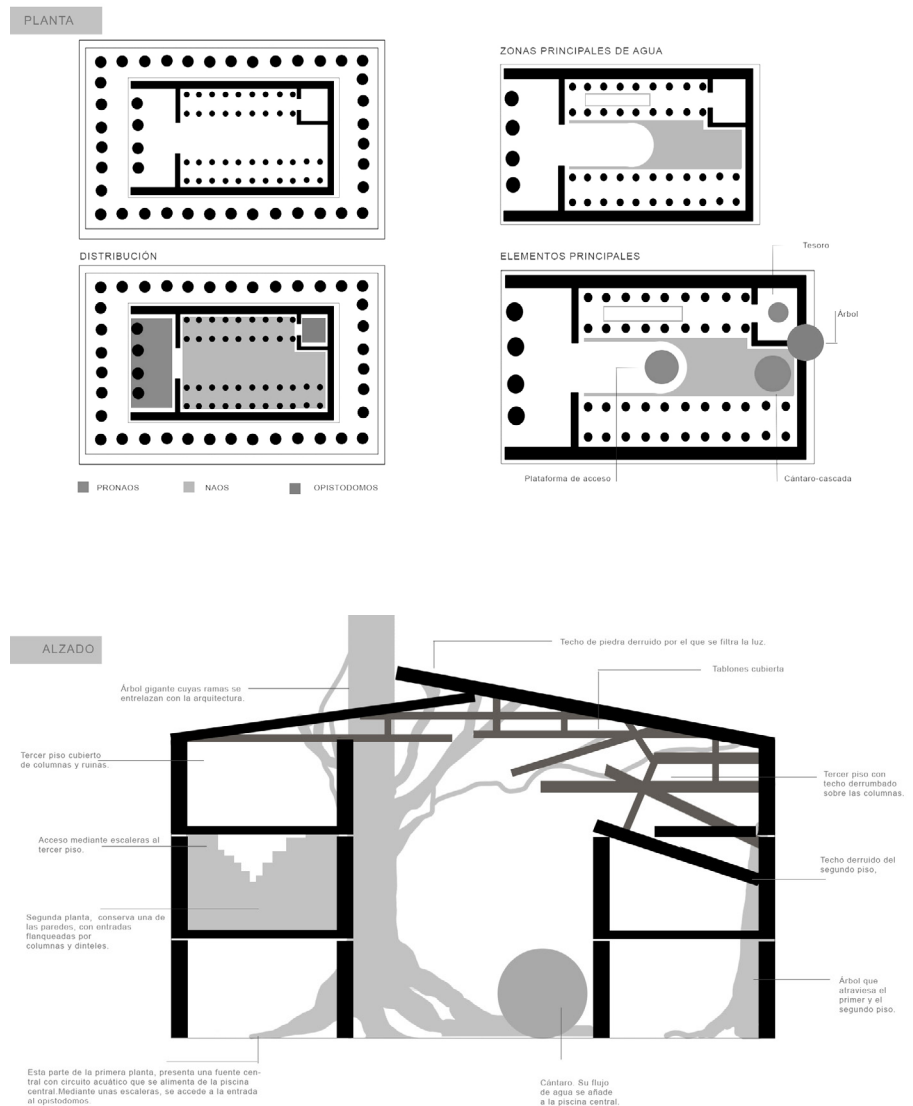 PLANTA
ZONAS PRINCIPALES DE AGUA
DISTRIBUCIÓN
ELEMENTOS PRINCIPALES
Tesoro
Árbol
Plataforma de acceso
Cántaro-cascada
PRONAOS
NAOS
OPISTODOMOS
ALZADO
Techo de piedra derruido por el que se filtra la luz.
Tablones cubierta
Árbol gigante cuyas ramas se
entrelazan con la arquitectura.
Tercer piso cubierto
de columnas y ruinas.
Tercer piso con
techo derrumbado
sobre las columnas.
Acceso mediante escaleras al
tercer piso.
Techo derruido del
segundo piso,
Segunda planta, conserva una de
las paredes, con entradas
flanqueadas por
columnas y dinteles.
Árbol que
atraviesa el
primer y el
segundo piso.
Esta parte de la primera planta, presenta una fuente cen-
tral con circuito acuático que se alimenta de la piscina
central.Mediante unas escaleras, se accede a la entrada
al opistodomos.
Cántaro. Su flujo
de agua se añade
a la piscina central.